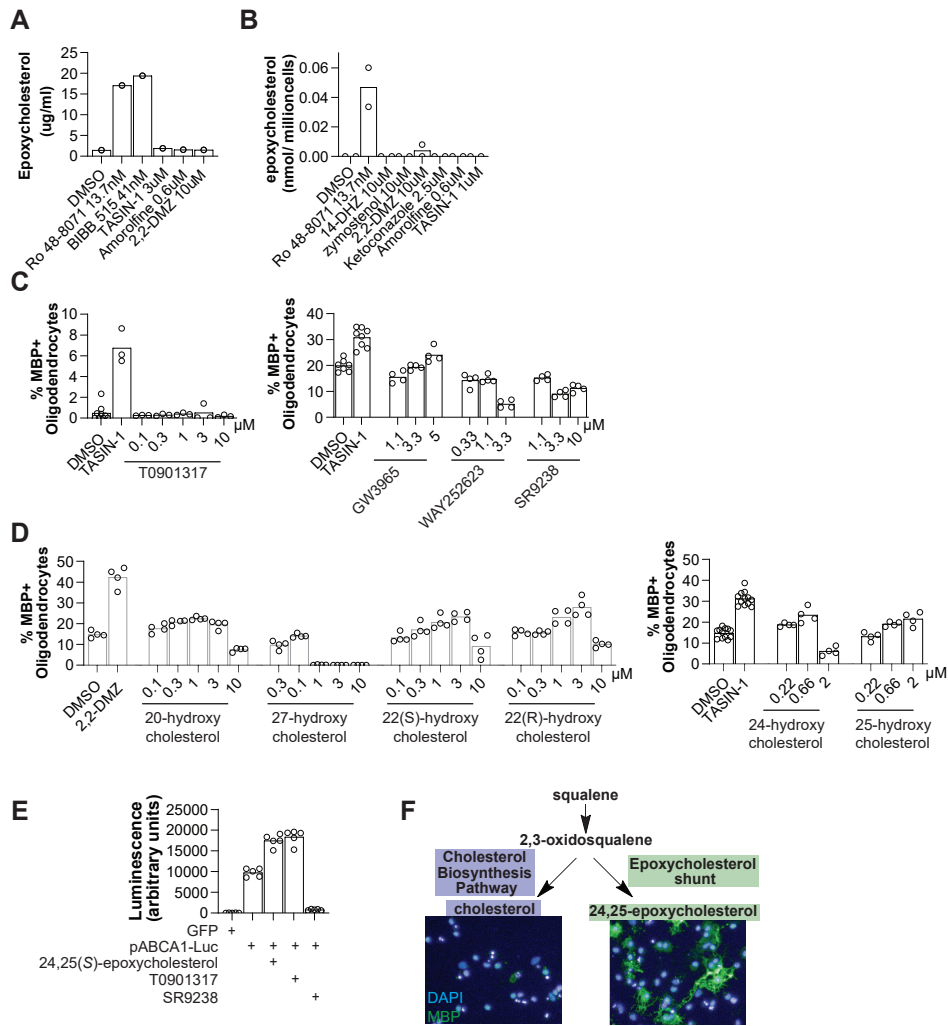 A
Epoxycholesterol
(ug/ml)
25
20
15
10
5
0
DMSO
Ro 48-8071 13.7nM
BIBB 515 41nM
TASIN-1 3uM
Amorolfine 0.6uM
2,2-DMZ 10uM
B
epoxycholesterol
(nmol/ millioncells)
0.06
0.04
0.02
0.00
DMSO
Ro 48-8071 13.7nM
14-DHZ 10uM
zymostenol 10uM
2,2-DMZ 10uM
Ketoconazole 2.5uM
Amorolfine 0.6uM
TASIN-1 1uM
C
% MBP+
Oligodendrocytes
10
8
6
4
2
0
DMSO
TASIN-1
0.1
0.3
1
3
10
µM
T0901317
% MBP+
Oligodendrocytes
50
40
30
20
10
0
DMSO
TASIN-1
1.1
3.3
5
0.33
1.1
3.3
1.1
3.3
10
µM
GW3965
WAY252623
SR9238
D
% MBP+
Oligodendrocytes
50
40
30
20
10
0
DMSO
2,2-DMZ
0.1
0.3
1
3
10
0.3
0.1
1
3
10
0.1
0.3
1
3
10
0.1
0.3
1
3
10
µM
20-hydroxy
cholesterol
27-hydroxy
cholesterol
22(S)-hydroxy
cholesterol
22(R)-hydroxy
cholesterol
% MBP+
Oligodendrocytes
50
40
30
20
10
0
DMSO
TASIN-1
0.22
0.66
2
0.22
0.66
2
µM
24-hydroxy
cholesterol
25-hydroxy
cholesterol
E
Luminescence
(arbitrary units)
25000
20000
15000
10000
5000
0
GFP +
pABCA1-Luc + + + +
24,25(S)-epoxycholesterol +
T0901317 +
SR9238 +
F
squalene
2,3-oxidosqualene
Cholesterol
Biosynthesis
Pathway
Epoxycholesterol
shunt
cholesterol
24,25-epoxycholesterol
DAPI
MBP